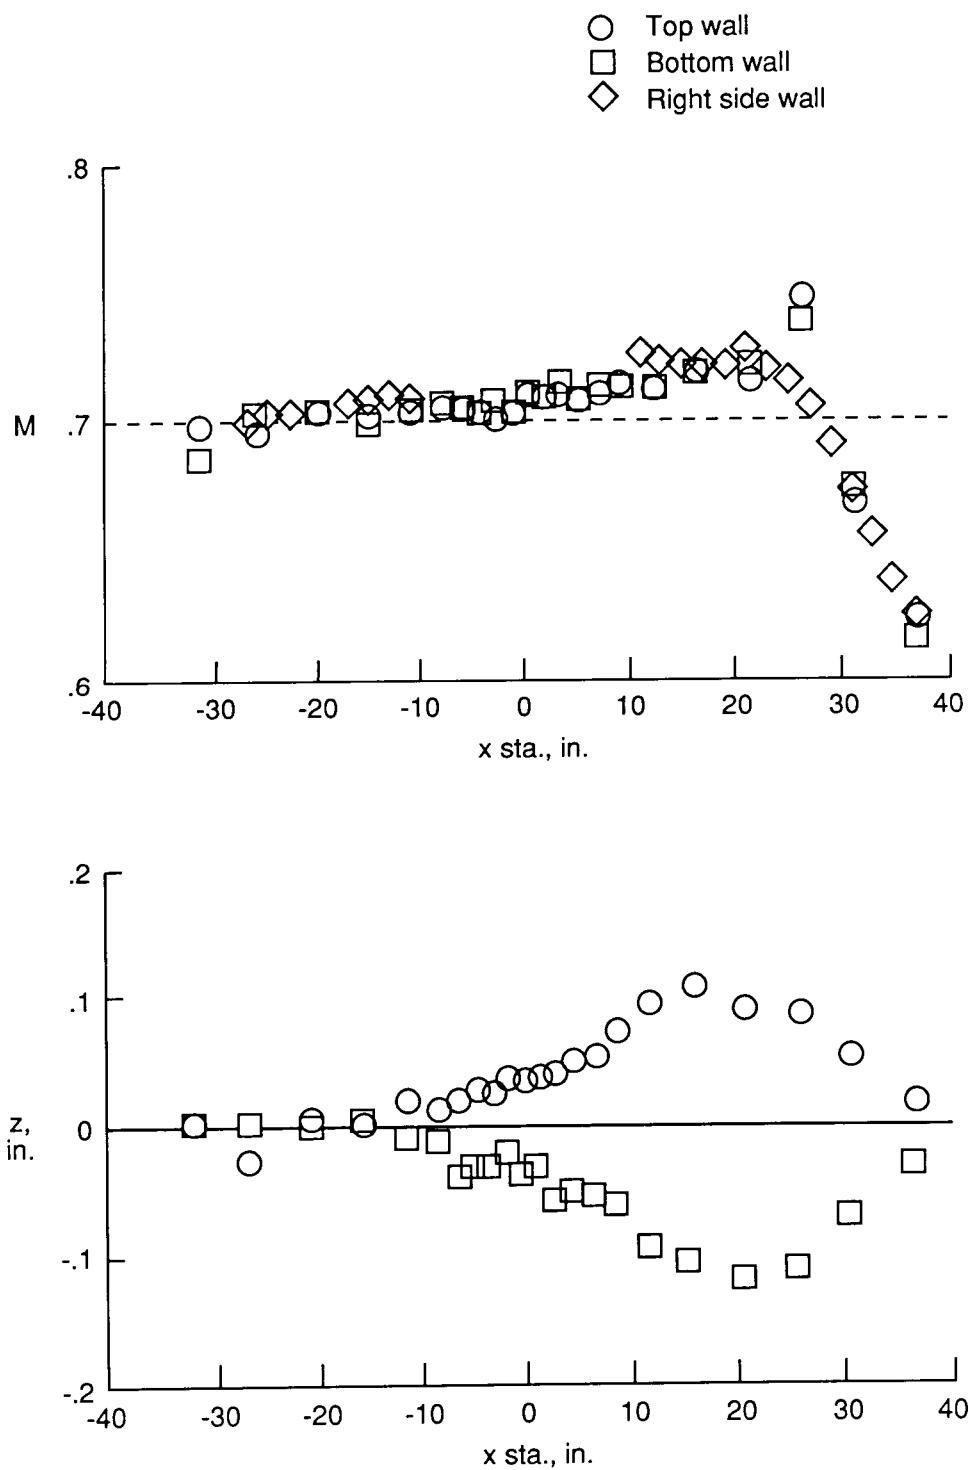 Top wall
Bottom wall
Right side wall
.8
M
.7
.6
-40 -30 -20 -10 0 10 20 30 40
x sta., in.
.2
.1
z,
in.
0
-.1
-.2
-40 -30 -20 -10 0 10 20 30 40
x sta., in.